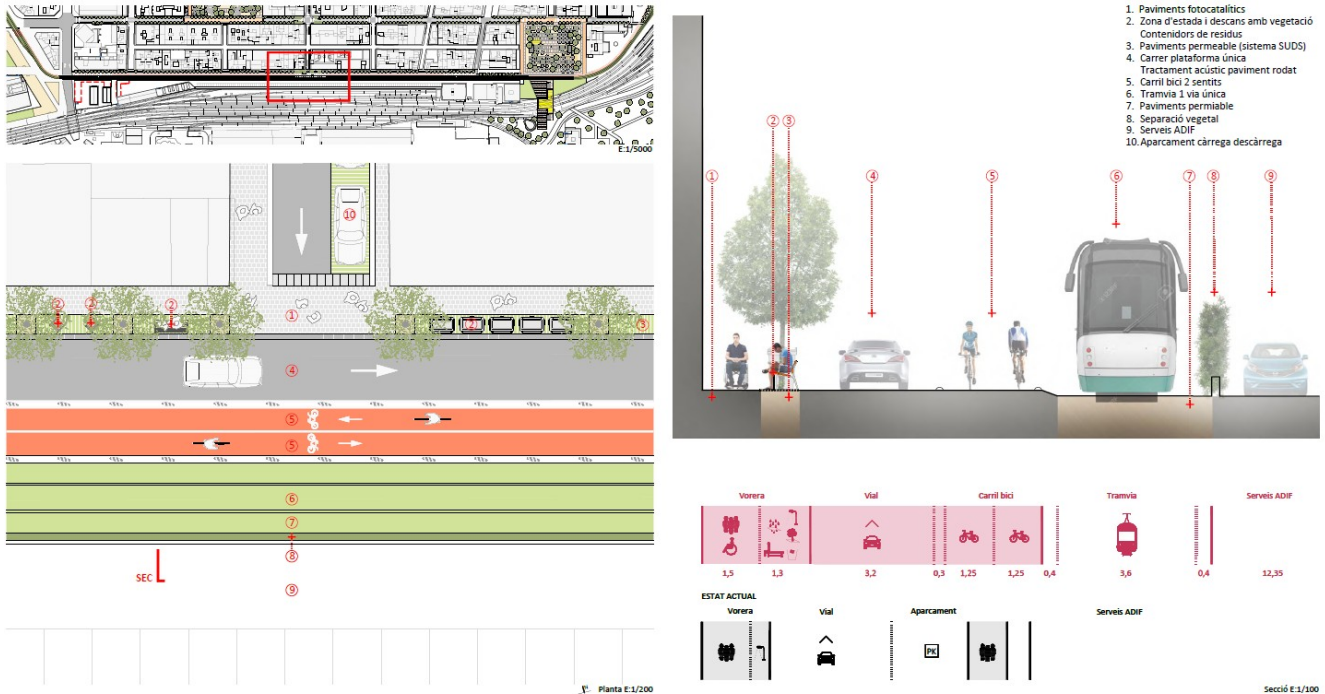 E:1/5000
10
2
2
2
1
2
3
4
5
5
6
7
8
SEC
9
Planta E:1/200
1. Paviments fotocatalítics
2. Zona d'estada i descans amb vegetació
Contenidors de residus
3. Paviments permeable (sistema SUDS)
4. Carrer plataforma única
Tractament acústic paviment rodat
5. Carril bici 2 sentits
6. Tramvia 1 via única
7. Paviments permiable
8. Separació vegetal
9. Serveis ADIF
10. Aparcament càrrega descàrrega
2 3
1 4 5 6 7 8 9
Vorera Vial Carril bici Tramvia Serveis ADIF
1,5 1,3 3,2 0,3 1,25 1,25 0,4 3,6 0,4 12,35
ESTAT ACTUAL
Vorera Vial Aparcament Serveis ADIF
PK
Secció E:1/100